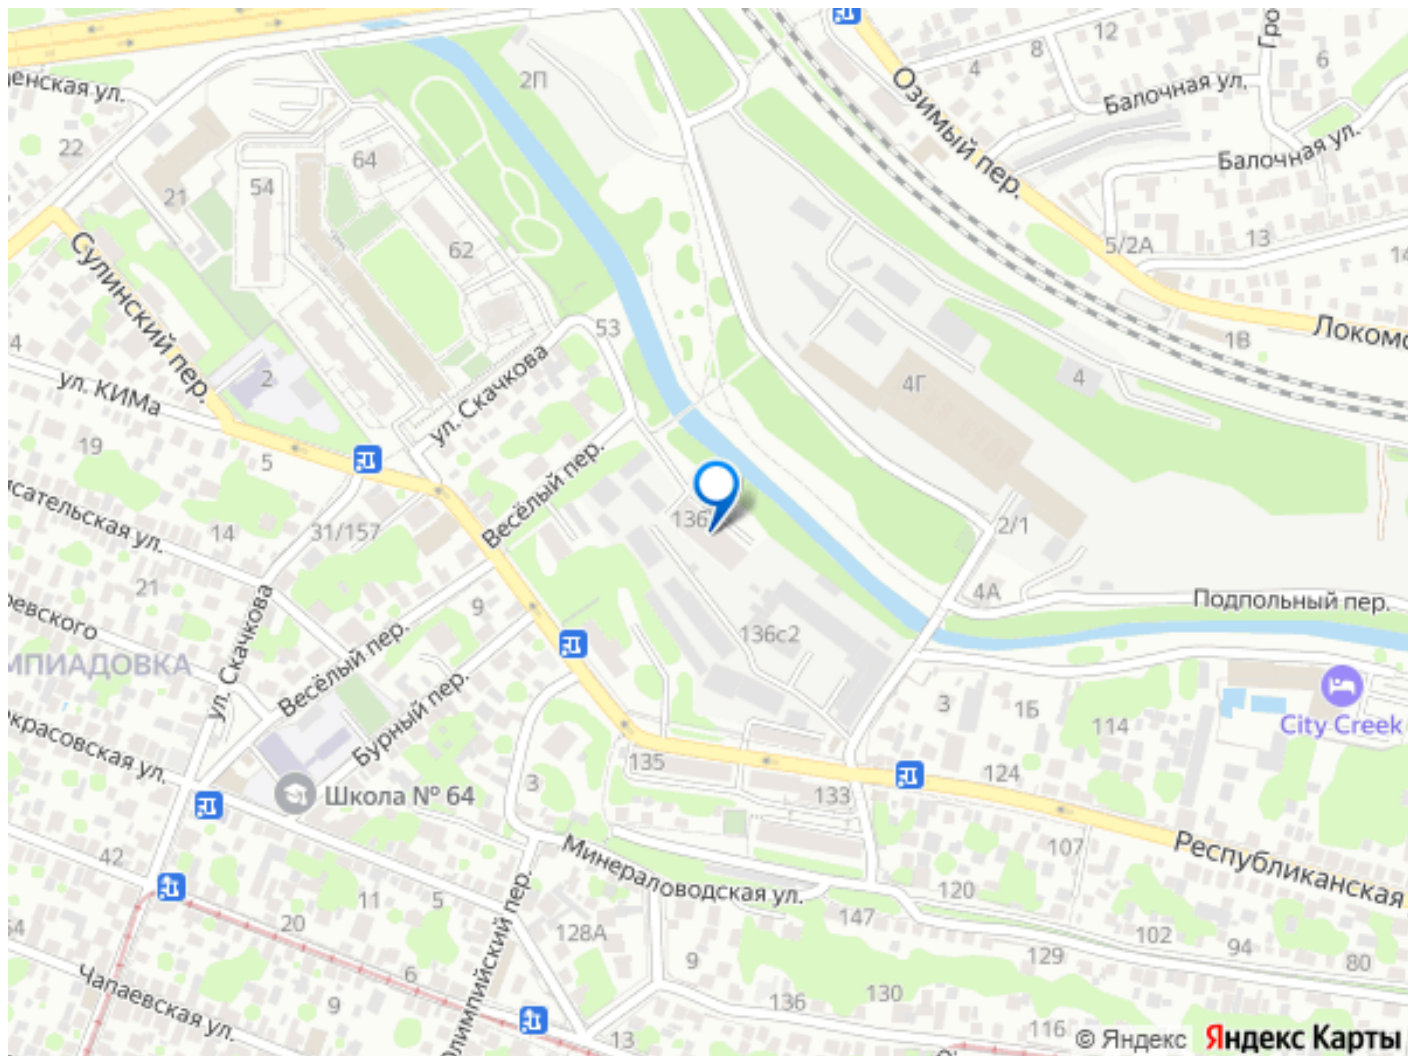 12
8
4
6
Гро
2П
енская ул.
Озимый пер.
Балочная ул.
Балочная ул.
22
64
54
21
62
5/2А
13
14
Сулинский пер.
53
Локомо
1В
4
2
4Г
4
ул. КИМа
ул. Скачкова
19
5
Весёлый пер.
136
2/1
исательская ул.
14
31/157
21
4А
Подпольный пер.
9
136с2
ревского
ул. Скачкова
МПИАДОВКА
Весёлый пер.
Бурный пер.
3
1Б
114
City Creek
красовская ул.
135
124
3
133
Школа № 64
Минераловодская ул.
107
Республиканская
42
11
5
120
147
20
128А
102
94
129
80
Олимпийский пер.
6
9
Чапаевская ул.
9
136
130
116
13
© Яндекс Яндекс Карты